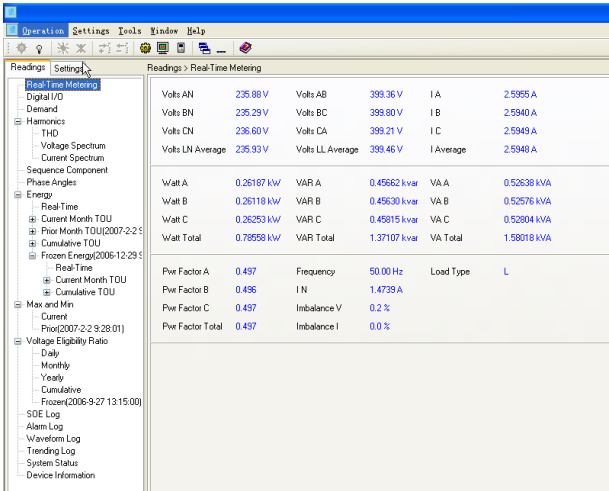 Operation Settings Tools Window Help
Readings Settings
Readings > Real-Time Metering
Real-Time Metering
Digital I/O
Demand
Harmonics
THD
Voltage Spectrum
Current Spectrum
Sequence Component
Phase Angles
Energy
Real-Time
Current Month TOU
Prior Month TOU(2007-2-2 9
Cumulative TOU
Frozen Energy(2006-12-29 9
Real-Time
Current Month TOU
Cumulative TOU
Max and Min
Current
Prior(2007-2-2 9:28:01)
Voltage Eligibility Ratio
Daily
Monthly
Yearly
Cumulative
Frozen(2006-9-27 13:15:00)
SOE Log
Alarm Log
Waveform Log
Trending Log
System Status
Device Information
Volts AN 235.88 V Volts AB 399.36 V I A 2.5955 A
Volts BN 235.29 V Volts BC 399.80 V I B 2.5940 A
Volts CN 236.60 V Volts CA 399.21 V I C 2.5949 A
Volts LN Average 235.93 V Volts LL Average 399.46 V I Average 2.5948 A
Watt A 0.26187 kW VAR A 0.45662 kvar VA A 0.52638 kVA
Watt B 0.26118 kW VAR B 0.45630 kvar VA B 0.52576 kVA
Watt C 0.26253 kW VAR C 0.45815 kvar VA C 0.52804 kVA
Watt Total 0.78558 kW VAR Total 1.37107 kvar VA Total 1.58018 kVA
Pwr Factor A 0.497 Frequency 50.00 Hz Load Type L
Pwr Factor B 0.496 I N 1.4739 A
Pwr Factor C 0.497 Imbalance V 0.2 %
Pwr Factor Total 0.497 Imbalance I 0.0 %